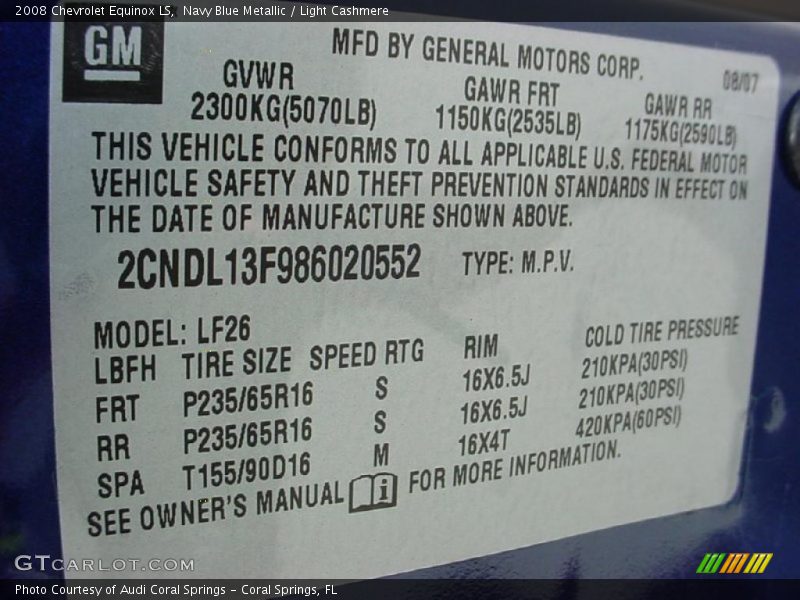 2008 Chevrolet Equinox LS, Navy Blue Metallic / Light Cashmere
GM
MFD BY GENERAL MOTORS CORP.
08/07
GVWR GAWR FRT GAWR RR
2300KG(5070LB) 1150KG(2535LB) 1175KG(2590LB)
THIS VEHICLE CONFORMS TO ALL APPLICABLE U.S. FEDERAL MOTOR
VEHICLE SAFETY AND THEFT PREVENTION STANDARDS IN EFFECT ON
THE DATE OF MANUFACTURE SHOWN ABOVE.
2CNDL13F986020552 TYPE: M.P.V.
MODEL: LF26
LBFH TIRE SIZE SPEED RTG RIM COLD TIRE PRESSURE
FRT P235/65R16 S 16X6.5J 210KPA(30PSI)
RR P235/65R16 S 16X6.5J 210KPA(30PSI)
SPA T155/90D16 M 16X4T 420KPA(60PSI)
SEE OWNER'S MANUAL i FOR MORE INFORMATION.
GTCARLOT.COM
Photo Courtesy of Audi Coral Springs - Coral Springs, FL